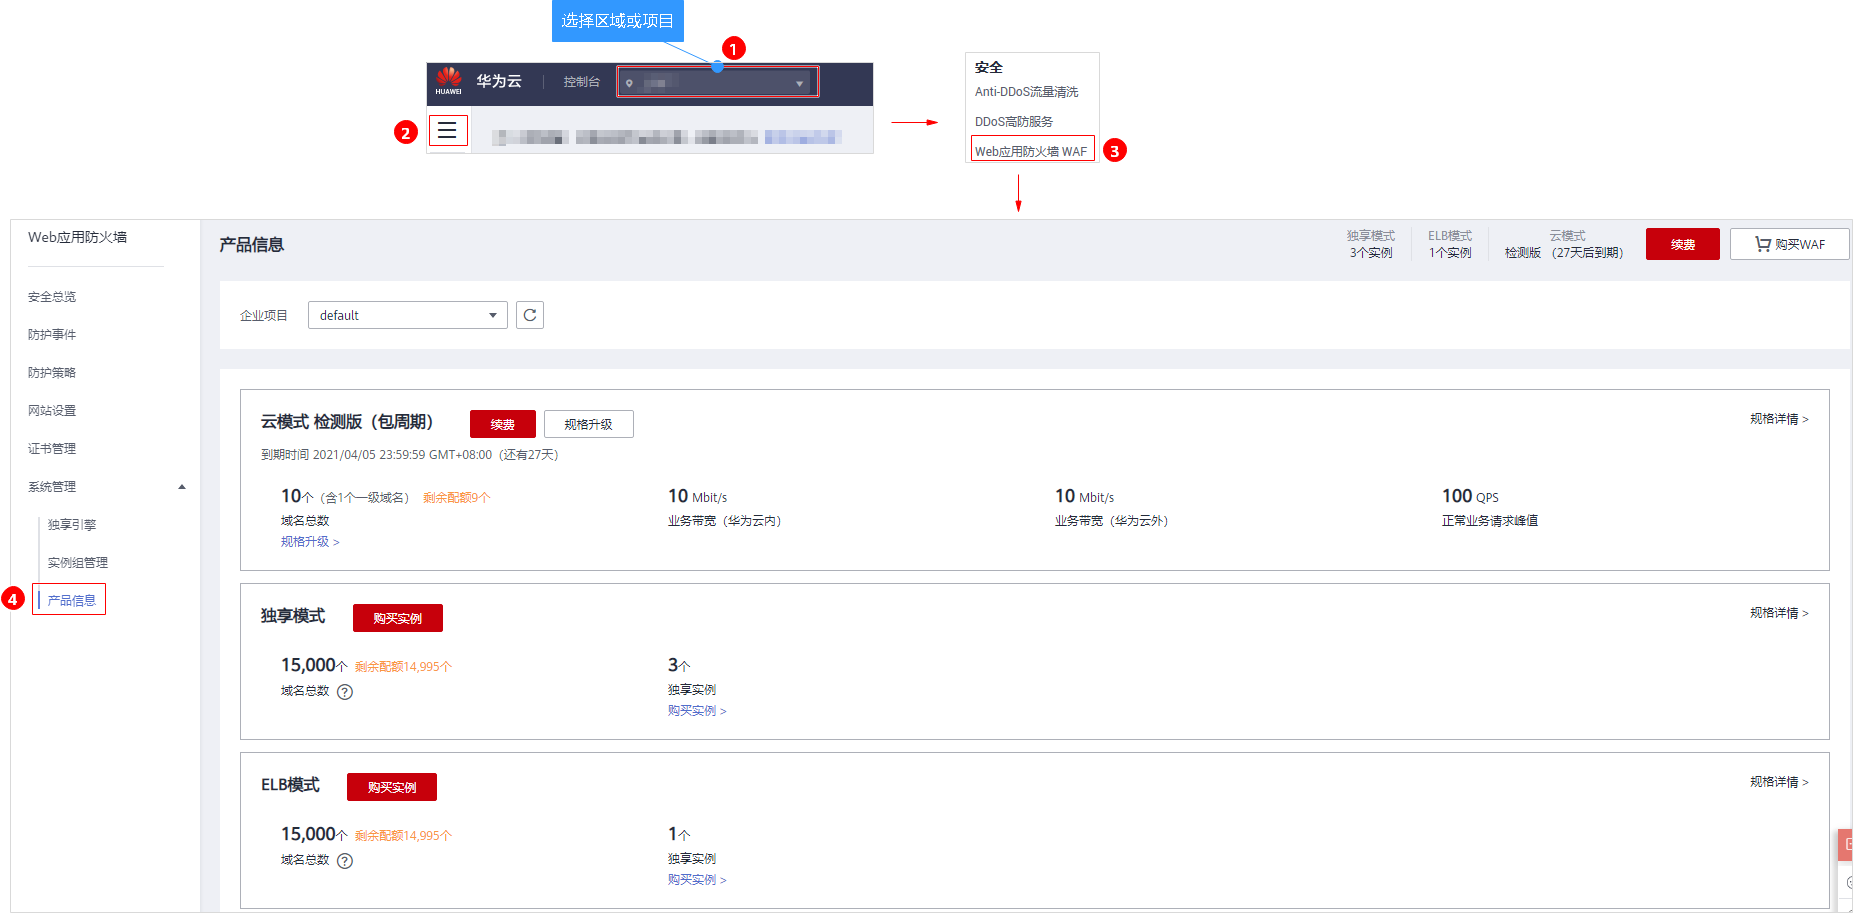 选择区域或项目
1
HUAWEI
华为云
控制台
2
安全
Anti-DDoS流量清洗
DDoS高防服务
Web应用防火墙 WAF
3
Web应用防火墙
安全总览
防护事件
防护策略
网站设置
证书管理
系统管理
独享引擎
实例组管理
产品信息
4
产品信息
独享模式
3个实例
ELB模式
1个实例
云模式
检测版 （27天后到期）
续费
购买WAF
企业项目
default
云模式 检测版（包周期）
续费
规格升级
规格详情 >
到期时间 2021/04/05 23:59:59 GMT+08:00（还有27天）
10个（含1个一级域名） 剩余配额9个
域名总数
规格升级 >
10 Mbit/s
业务带宽（华为云内）
10 Mbit/s
业务带宽（华为云外）
100 QPS
正常业务请求峰值
独享模式
购买实例
规格详情 >
15,000个 剩余配额14,995个
域名总数 ?
3个
独享实例
购买实例 >
ELB模式
购买实例
规格详情 >
15,000个 剩余配额14,995个
域名总数 ?
1个
独享实例
购买实例 >